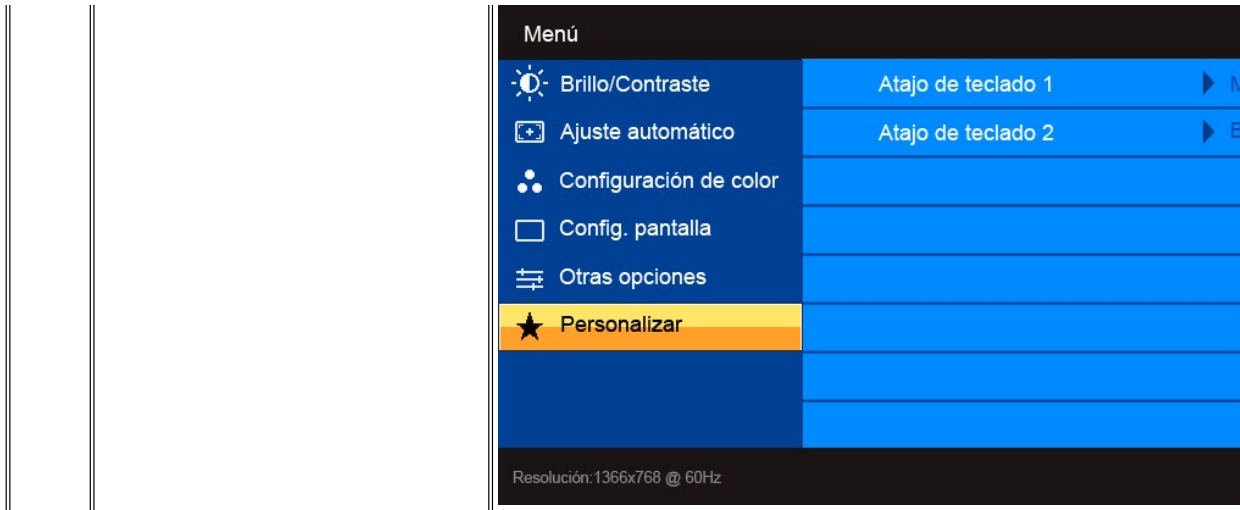 Menú
Brillo/Contraste
Atajo de teclado 1
Ajuste automático
Atajo de teclado 2
Configuración de color
Config. pantalla
Otras opciones
Personalizar
Resolución:1366x768 @ 60Hz